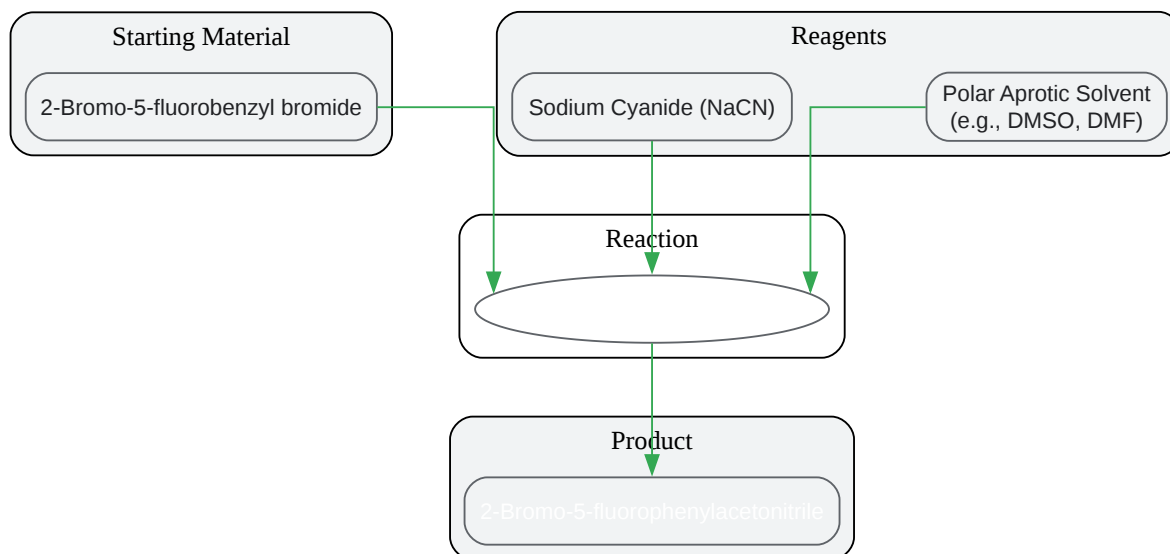 Starting Material
2-Bromo-5-fluorobenzyl bromide
Reagents
Sodium Cyanide (NaCN)
Polar Aprotic Solvent
(e.g., DMSO, DMF)
Reaction
Product
2-Bromo-5-fluorophenylacetonitrile